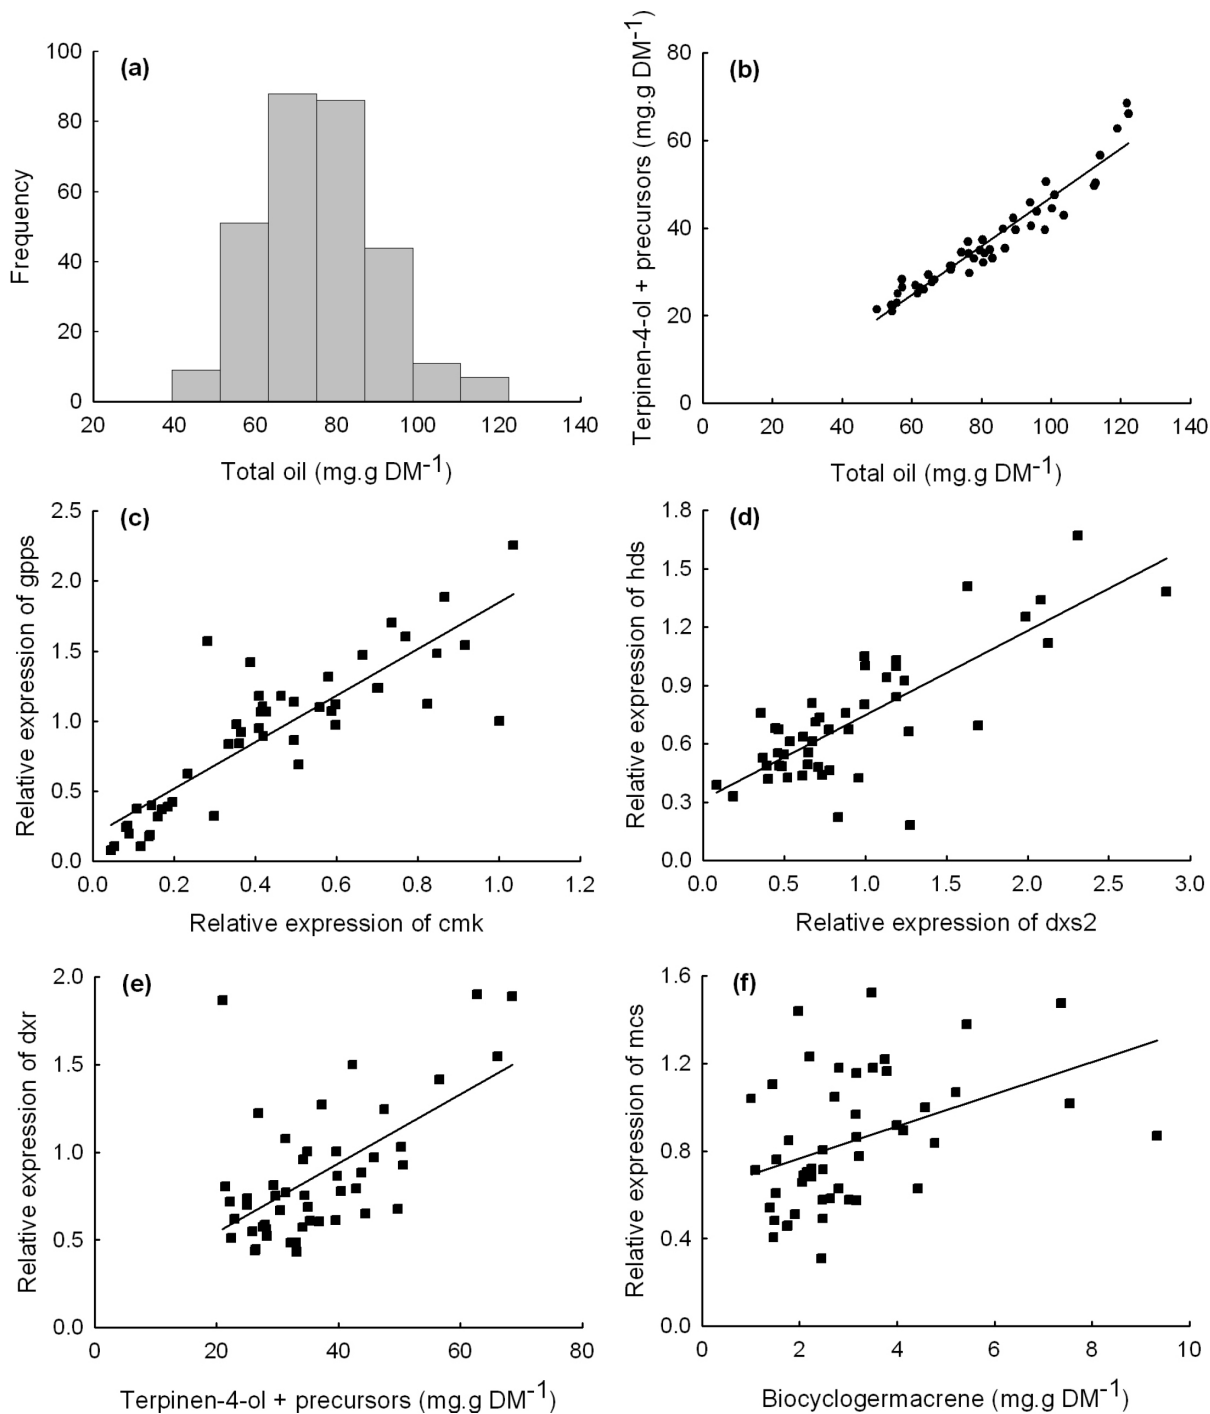 (a)
Frequency
100
80
60
40
20
0
20 40 60 80 100 120 140
Total oil (mg.g DM⁻¹)
(b)
Terpinen-4-ol + precursors (mg.g DM⁻¹)
80
60
40
20
0
0 20 40 60 80 100 120 140
Total oil (mg.g DM⁻¹)
(c)
Relative expression of gpps
2.5
2.0
1.5
1.0
0.5
0.0
0.0 0.2 0.4 0.6 0.8 1.0 1.2
Relative expression of cmk
(d)
Relative expression of hds
1.8
1.5
1.2
0.9
0.6
0.3
0.0
0.0 0.5 1.0 1.5 2.0 2.5 3.0
Relative expression of dxs2
(e)
Relative expression of dxr
2.0
1.5
1.0
0.5
0.0
0 20 40 60 80
Terpinen-4-ol + precursors (mg.g DM⁻¹)
(f)
Relative expression of mcs
1.6
1.2
0.8
0.4
0.0
0 2 4 6 8 10
Biocyclogermacrene (mg.g DM⁻¹)